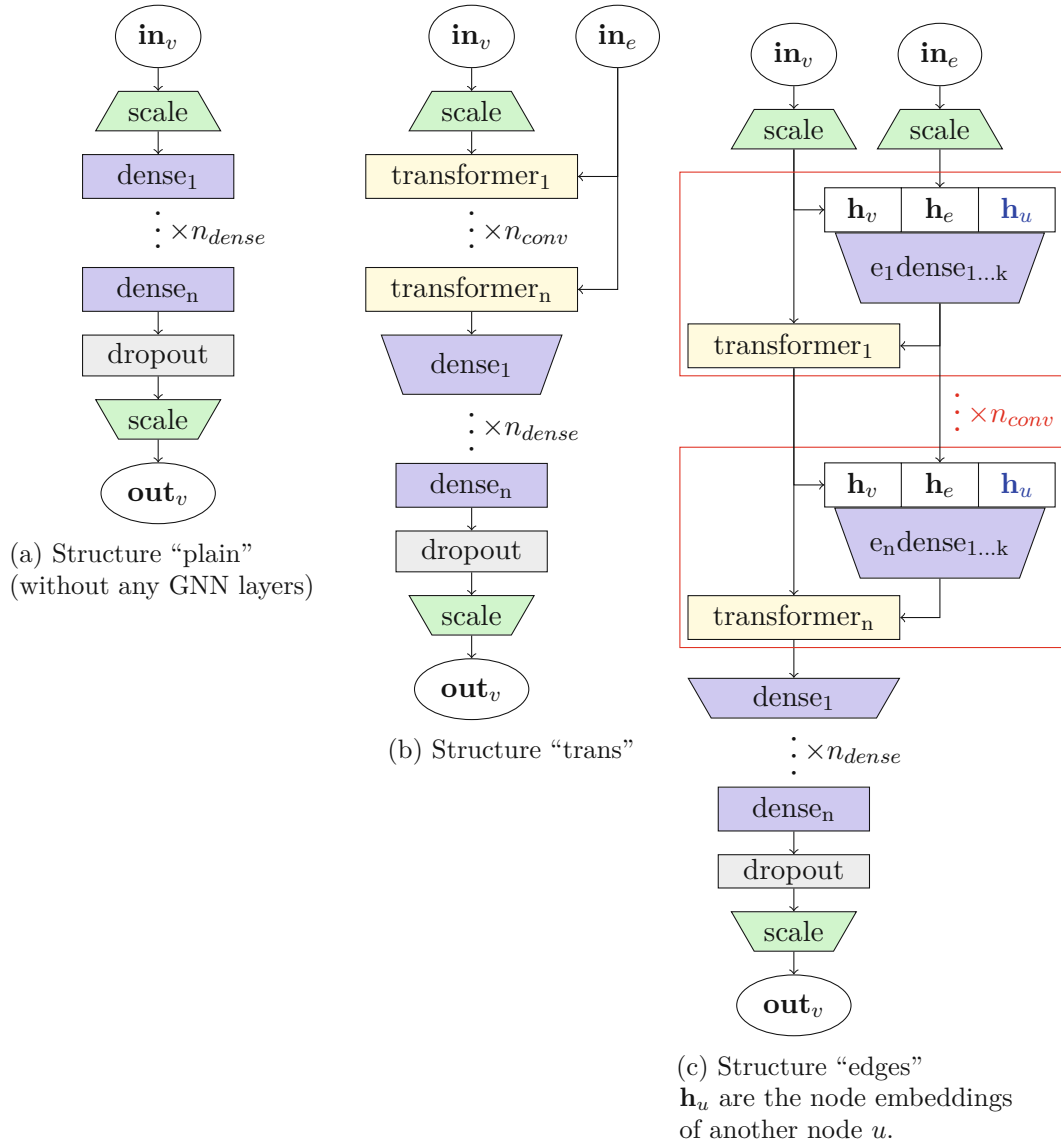 in_v
scale
dense_1
⋮ ×n_dense
dense_n
dropout
scale
out_v
(a) Structure “plain”
(without any GNN layers)
in_v in_e
scale
transformer_1
⋮ ×n_conv
transformer_n
dense_1
⋮ ×n_dense
dense_n
dropout
scale
out_v
(b) Structure “trans”
in_v in_e
scale scale
h_v h_e h_u
e_1dense_1...k
transformer_1
⋮ ×n_conv
h_v h_e h_u
e_ndense_1...k
transformer_n
dense_1
⋮ ×n_dense
dense_n
dropout
scale
out_v
(c) Structure “edges”
h_u are the node embeddings
of another node u.